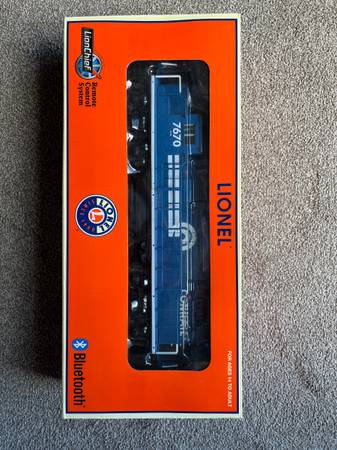 LionChief
Remote
Control
System
7670
LIONEL
LIONEL
CONRAIL
Bluetooth®
FOR AGES 14 TO ADULT